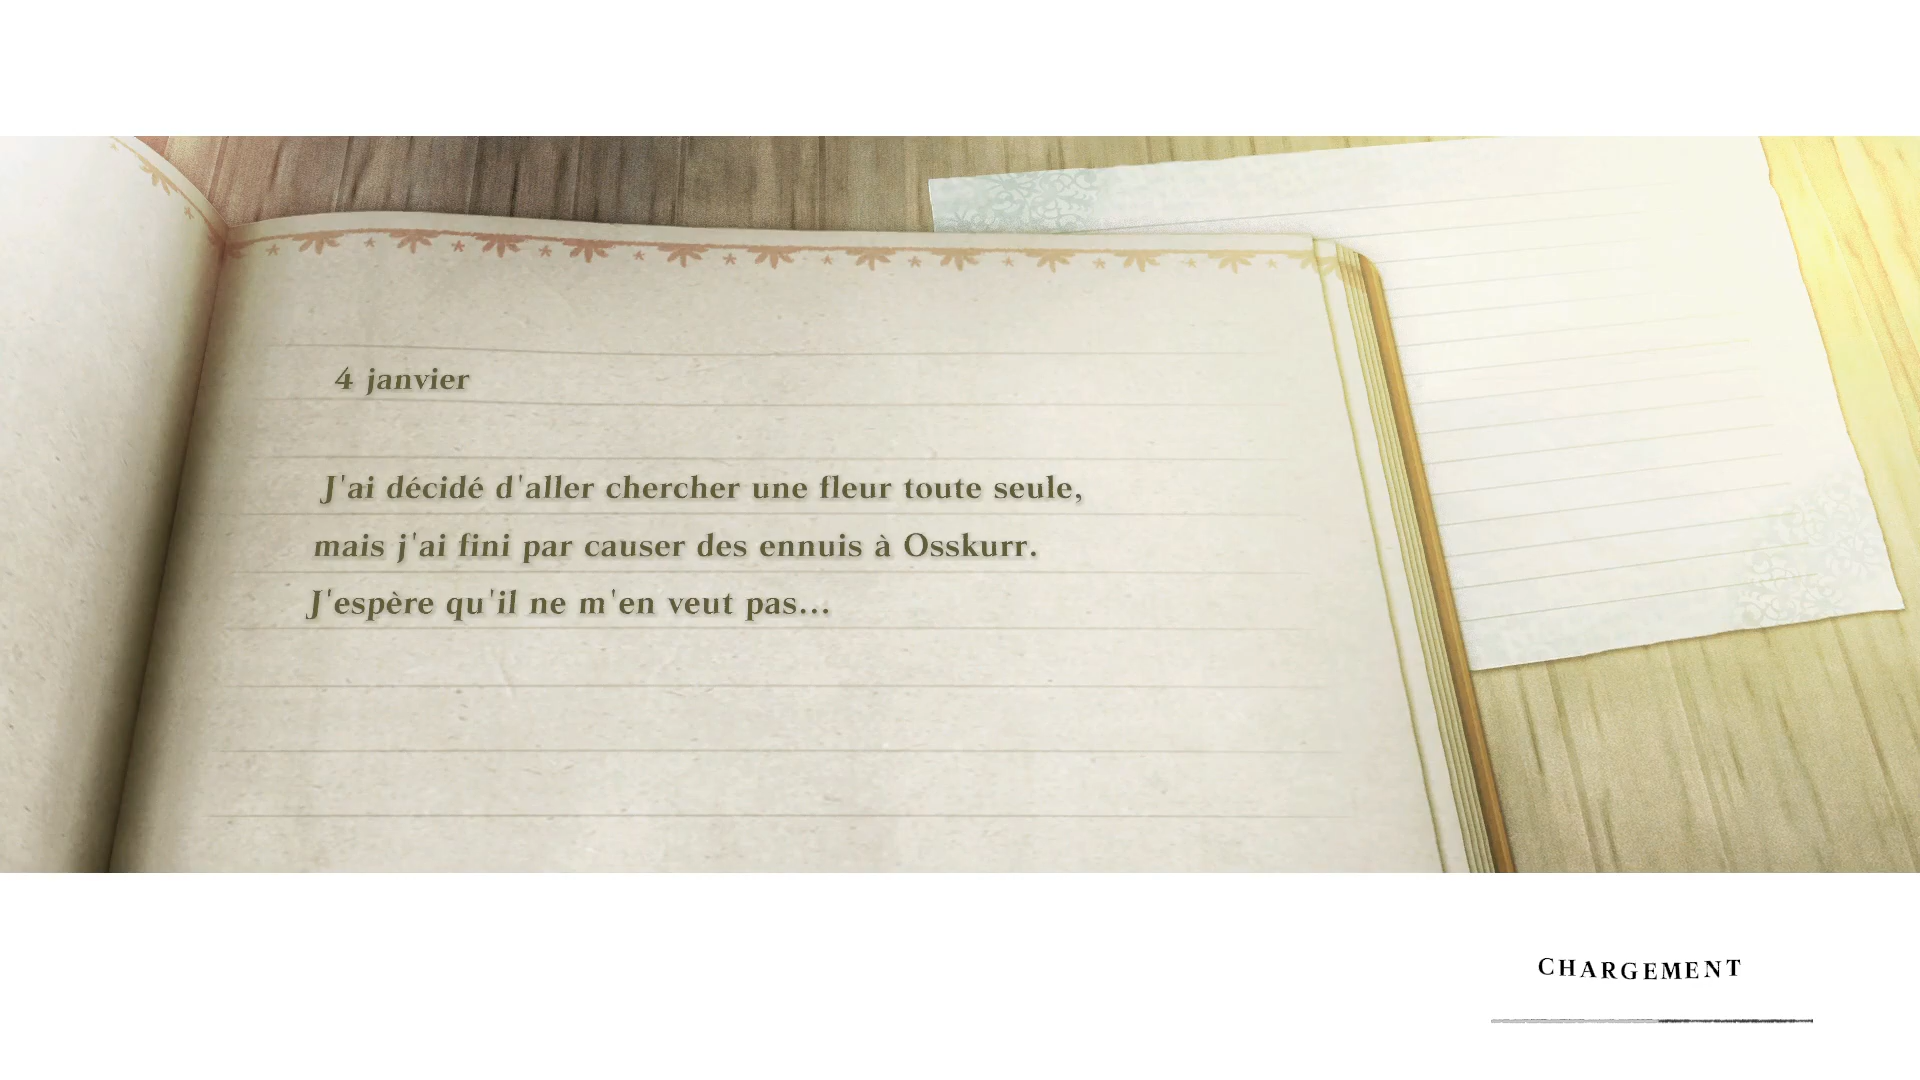 4 janvier
J'ai décidé d'aller chercher une fleur toute seule,
mais j'ai fini par causer des ennuis à Osskurr.
J'espère qu'il ne m'en veut pas...
CHARGEMENT